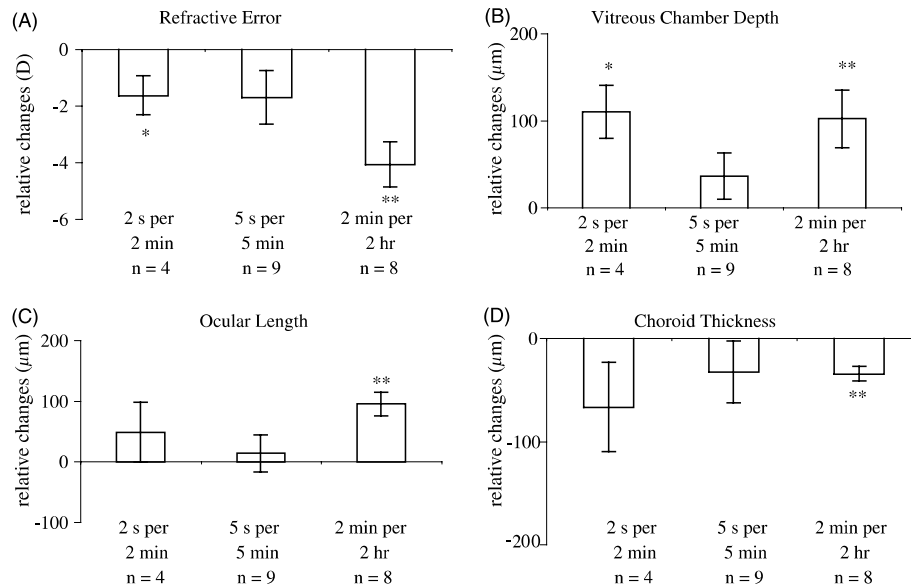 (A)
Refractive Error
relative changes (D)
0
-2
-4
-6
*
**
2 s per
2 min
n = 4
5 s per
5 min
n = 9
2 min per
2 hr
n = 8
(B)
Vitreous Chamber Depth
relative changes (µm)
200
100
0
*
**
2 s per
2 min
n = 4
5 s per
5 min
n = 9
2 min per
2 hr
n = 8
(C)
Ocular Length
relative changes (µm)
200
100
0
-100
**
2 s per
2 min
n = 4
5 s per
5 min
n = 9
2 min per
2 hr
n = 8
(D)
Choroid Thickness
relative changes (µm)
0
-100
-200
**
2 s per
2 min
n = 4
5 s per
5 min
n = 9
2 min per
2 hr
n = 8